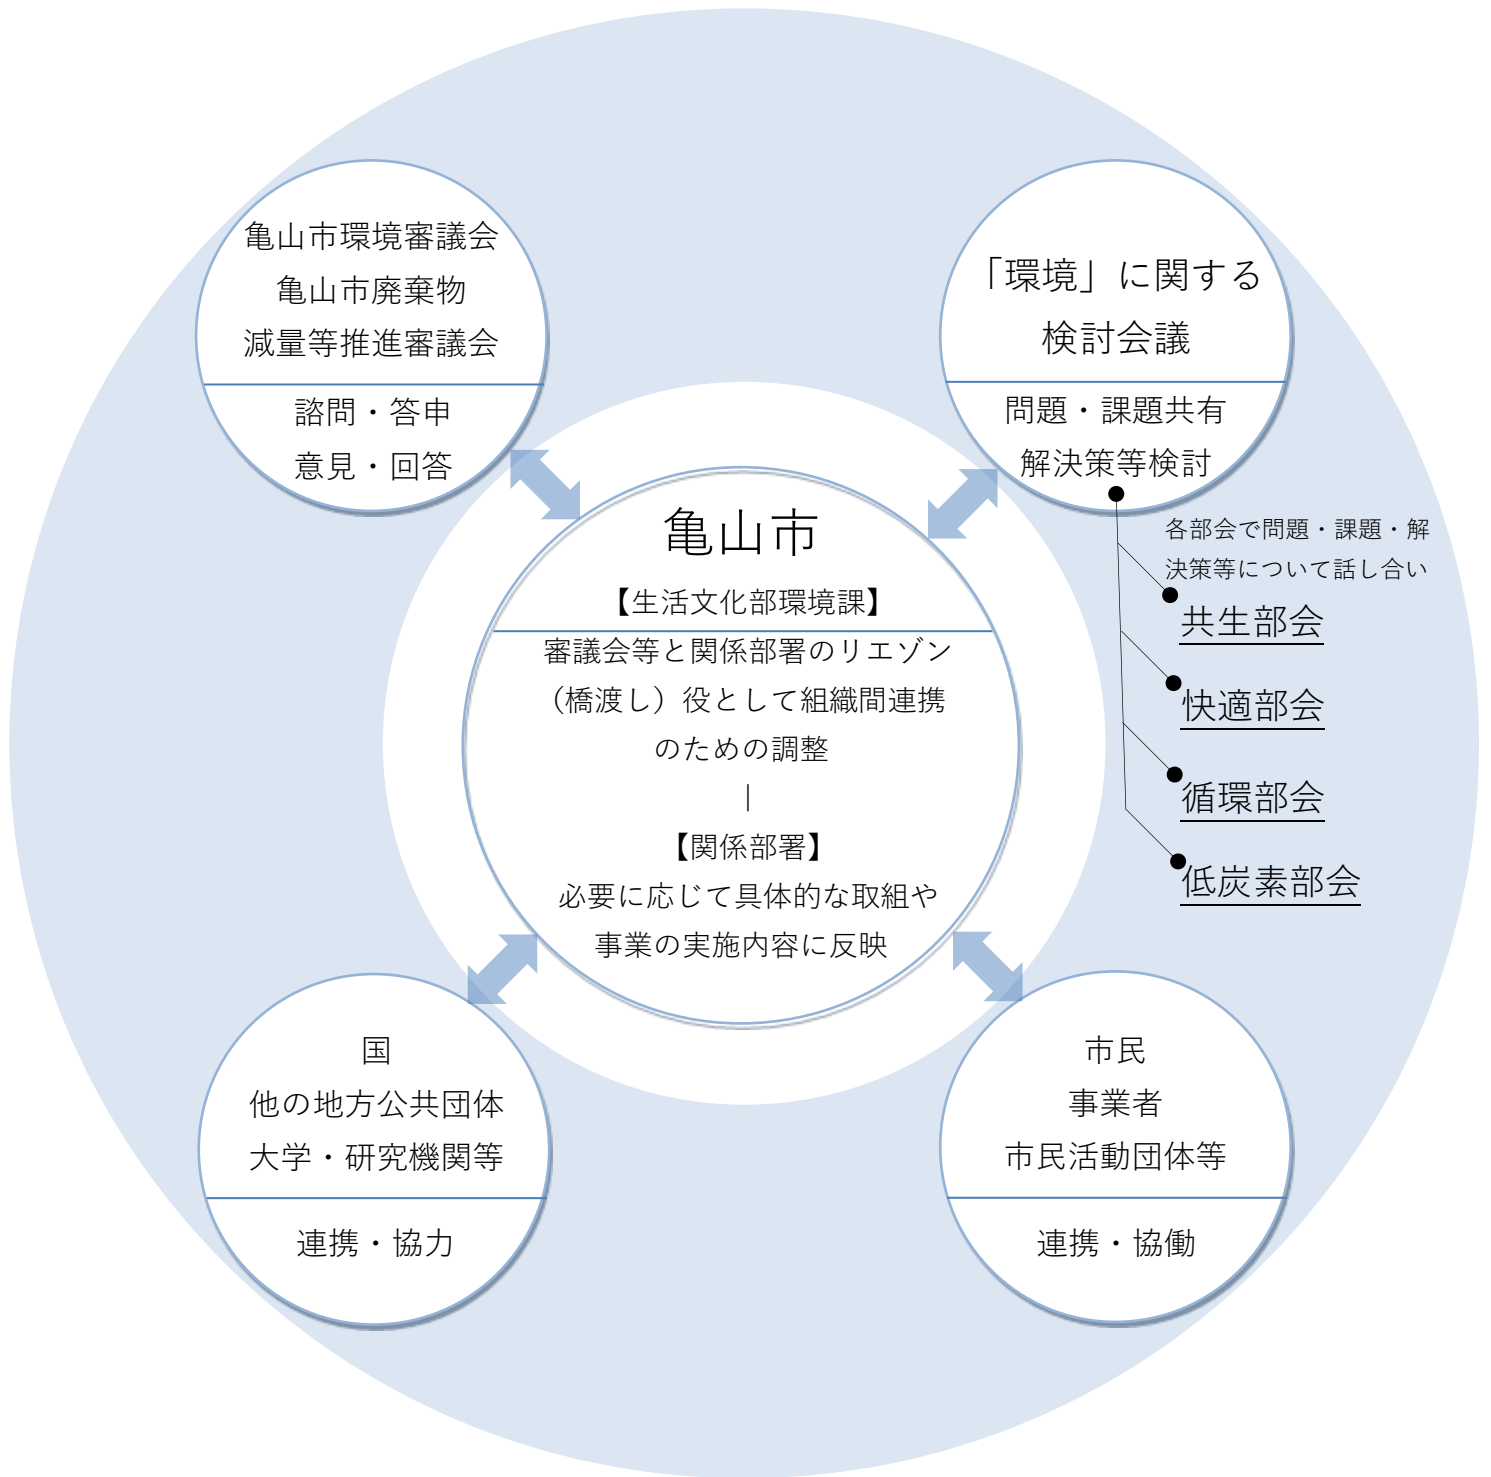 亀山市環境審議会
亀山市廃棄物
減量等推進審議会
諮問・答申
意見・回答
「環境」に関する
検討会議
問題・課題共有
解決策等検討
各部会で問題・課題・解
決策等について話し合い
共生部会
快適部会
循環部会
低炭素部会
亀山市
【生活文化部環境課】
審議会等と関係部署のリエゾン
（橋渡し）役として組織間連携
のための調整
｜
【関係部署】
必要に応じて具体的な取組や
事業の実施内容に反映
国
他の地方公共団体
大学・研究機関等
連携・協力
市民
事業者
市民活動団体等
連携・協働